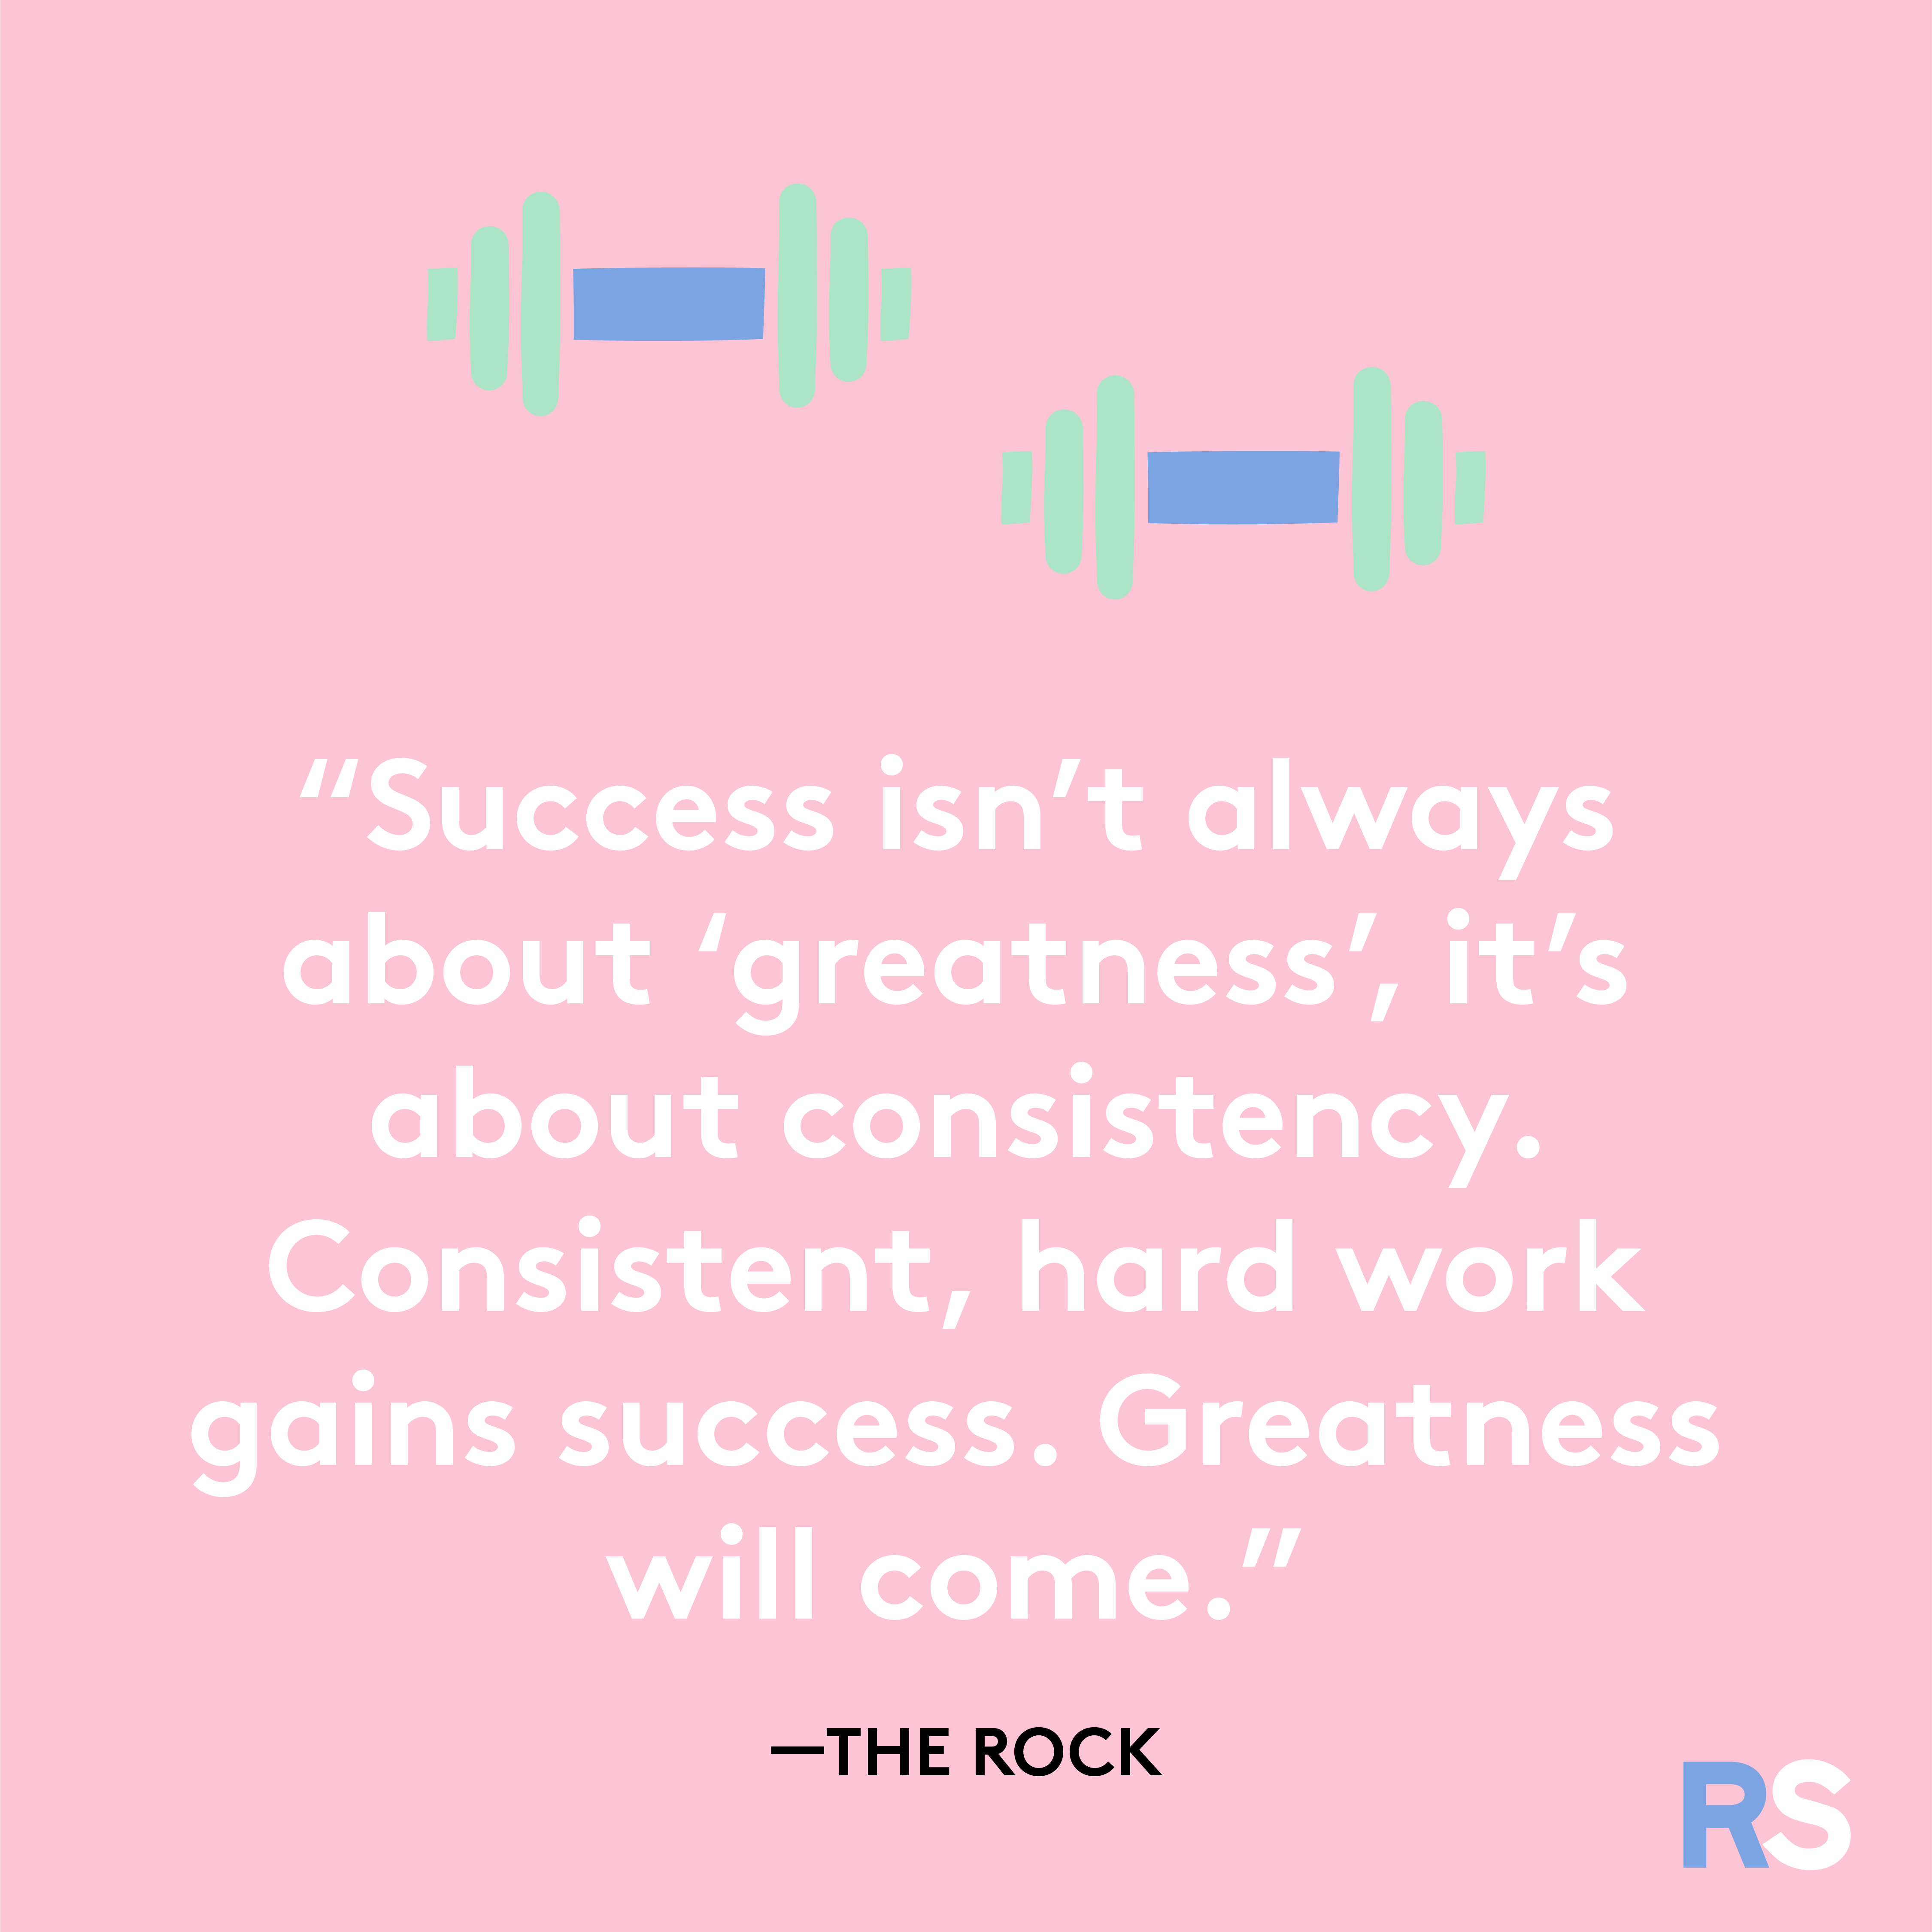 “Success isn’t always
about ‘greatness’, it’s
about consistency.
Consistent, hard work
gains success. Greatness
will come.”
—THE ROCK
RS